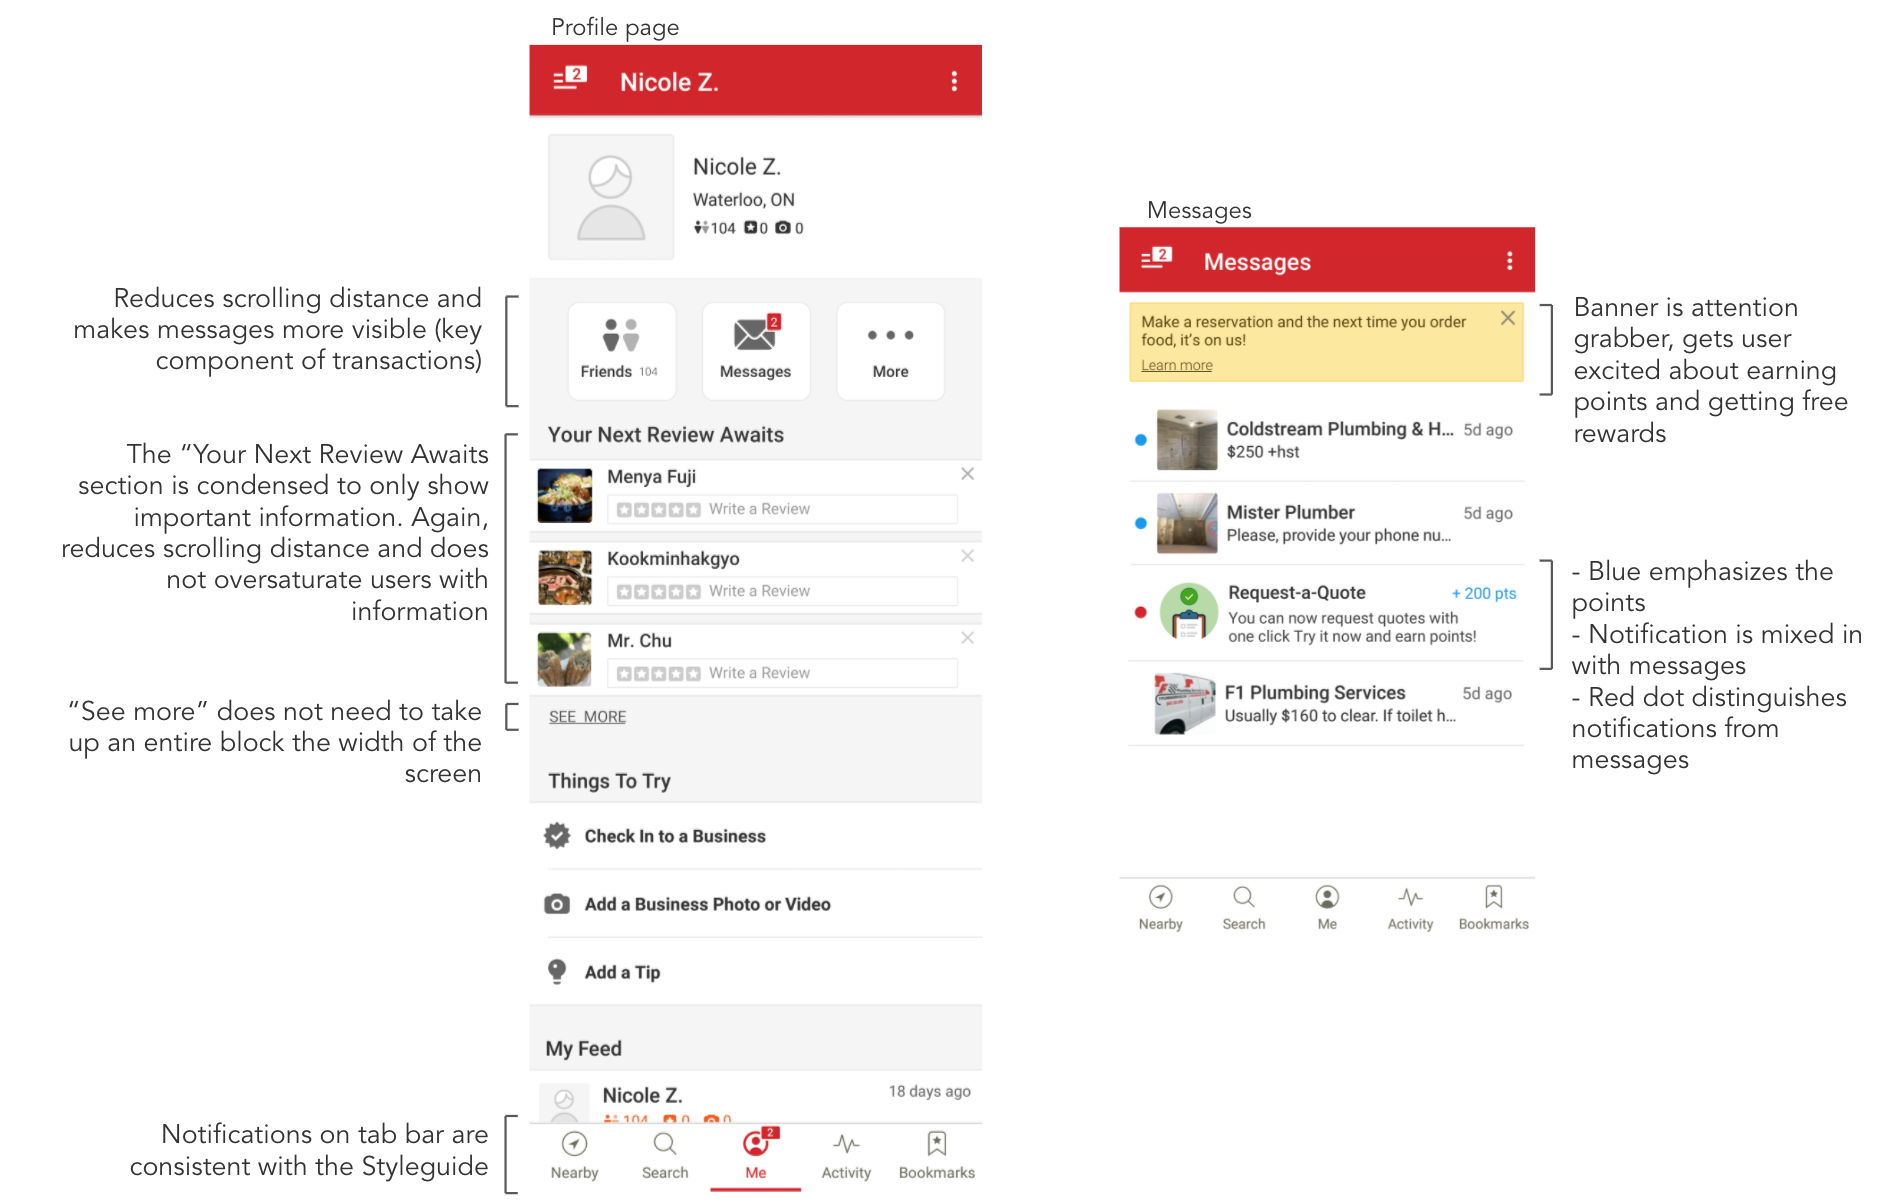 Profile page
2
Nicole Z.
Nicole Z.
Waterloo, ON
104 0 0
Reduces scrolling distance and
makes messages more visible (key
component of transactions)
Friends 104
2
Messages
More
Your Next Review Awaits
The “Your Next Review Awaits
section is condensed to only show
important information. Again,
reduces scrolling distance and does
not oversaturate users with
information
Menya Fuji
Write a Review
Kookminhakgyo
Write a Review
Mr. Chu
Write a Review
“See more” does not need to take
up an entire block the width of the
screen
SEE MORE
Things To Try
Check In to a Business
Add a Business Photo or Video
Add a Tip
My Feed
Nicole Z.
18 days ago
104 0 0
Notifications on tab bar are
consistent with the Styleguide
Nearby
Search
2
Me
Activity
Bookmarks
Messages
2
Messages
Make a reservation and the next time you order
food, it's on us!
Learn more
Banner is attention
grabber, gets user
excited about earning
points and getting free
rewards
Coldstream Plumbing & H... 5d ago
$250 +hst
Mister Plumber 5d ago
Please, provide your phone nu...
Request-a-Quote + 200 pts
You can now request quotes with
one click Try it now and earn points!
F1 Plumbing Services 5d ago
Usually $160 to clear. If toilet h...
- Blue emphasizes the
points
- Notification is mixed in
with messages
- Red dot distinguishes
notifications from
messages
Nearby
Search
Me
Activity
Bookmarks